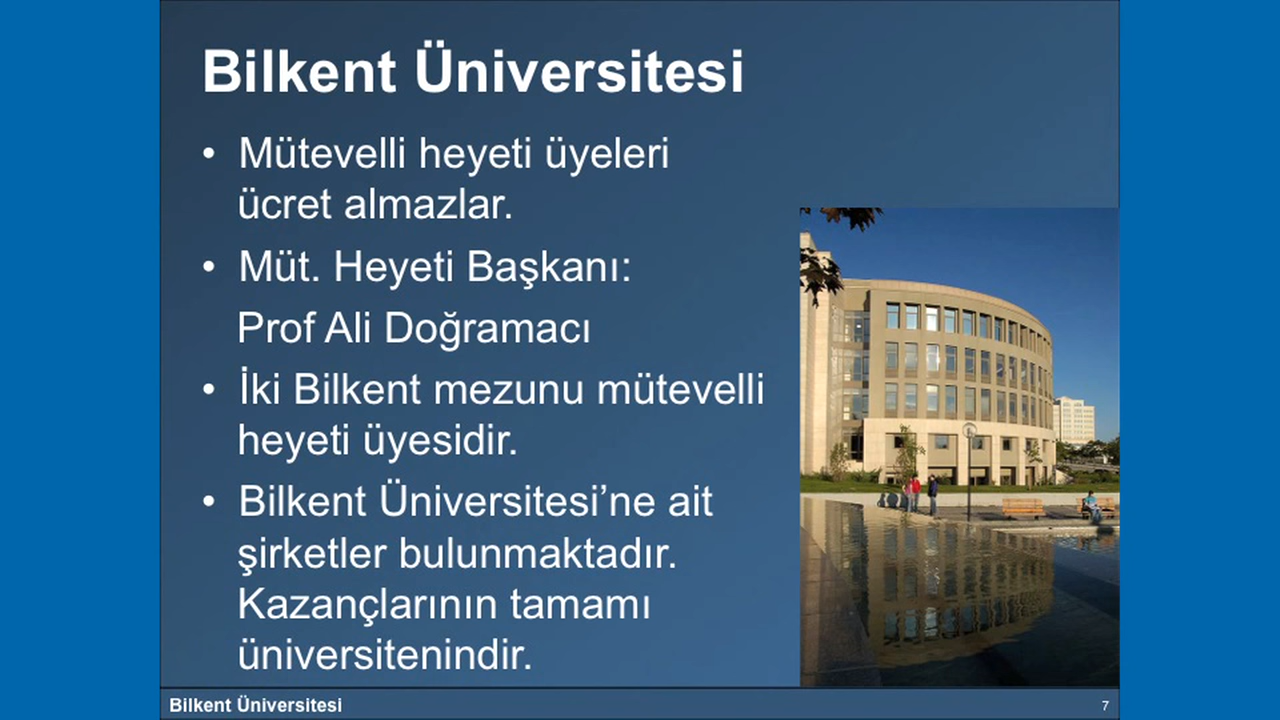 Bilkent Üniversitesi
• Mütevelli heyeti üyeleri
ücret almazlar.
• Müt. Heyeti Başkanı:
Prof Ali Doğramacı
• İki Bilkent mezunu mütevelli
heyeti üyesidir.
• Bilkent Üniversitesi’ne ait
şirketler bulunmaktadır.
Kazançlarının tamamı
üniversitenindir.
Bilkent Üniversitesi
7